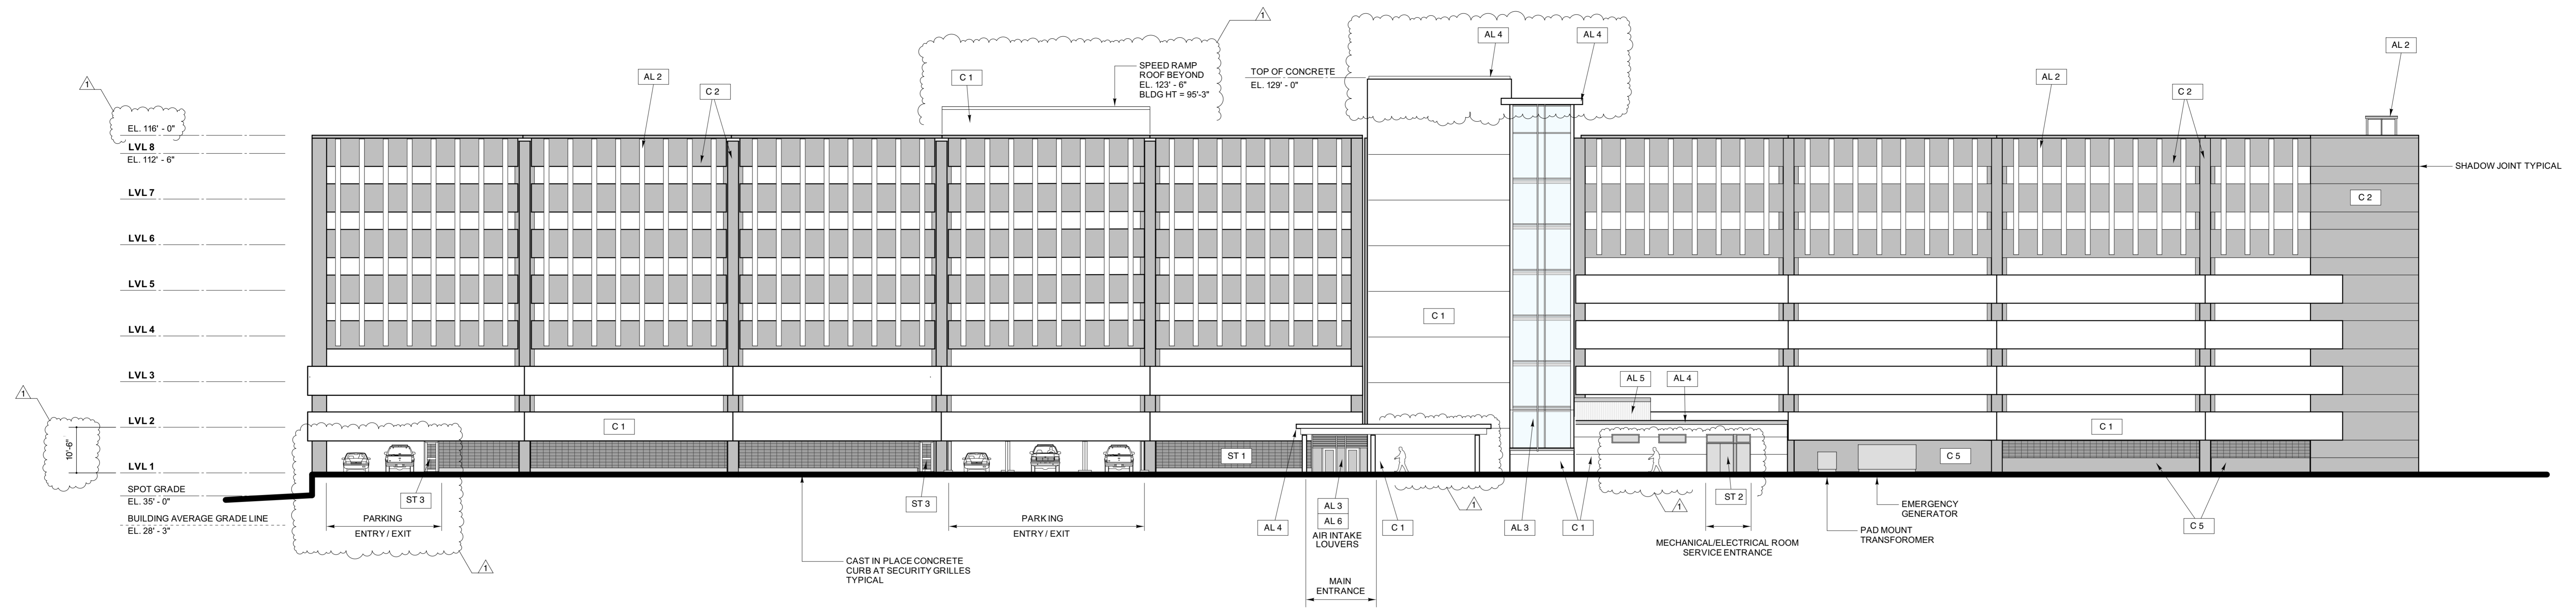 1
1
AL 4
AL 4
AL 2
SPEED RAMP
ROOF BEYOND
EL. 123' - 6"
BLDG HT = 95'-3"
TOP OF CONCRETE
EL. 129' - 0"
AL 2
C 1
AL 2
C 2
C 2
EL. 116' - 0"
LVL 8
EL. 112' - 6"
SHADOW JOINT TYPICAL
LVL 7
C 2
LVL 6
LVL 5
C 1
LVL 4
LVL 3
AL 5
AL 4
1
LVL 2
C 1
C 1
10'-6"
ST 1
C 5
LVL 1
SPOT GRADE
EL. 35' - 0"
ST 3
ST 3
ST 2
AL 3
AL 6
1
1
EMERGENCY
GENERATOR
BUILDING AVERAGE GRADE LINE
EL. 28' - 3"
PARKING
ENTRY / EXIT
PARKING
ENTRY / EXIT
AL 4
C 1
AL 3
C 1
C 5
AIR INTAKE
LOUVERS
PAD MOUNT
TRANSFOROMER
MECHANICAL/ELECTRICAL ROOM
SERVICE ENTRANCE
CAST IN PLACE CONCRETE
CURB AT SECURITY GRILLES
TYPICAL
1
MAIN
ENTRANCE